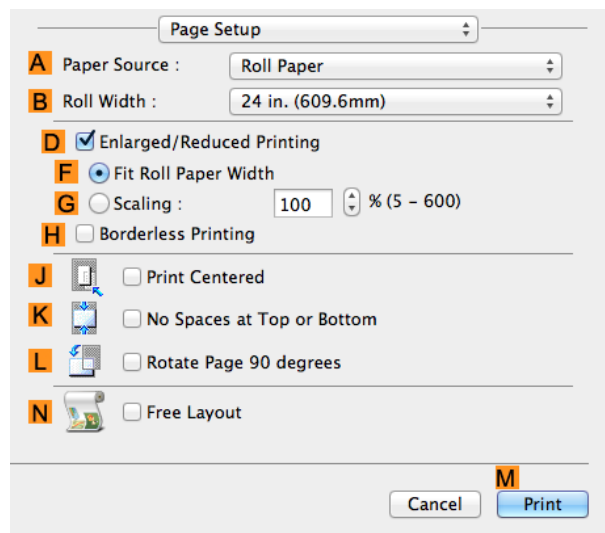 Page Setup
A Paper Source : Roll Paper
B Roll Width : 24 in. (609.6mm)
D Enlarged/Reduced Printing
F Fit Roll Paper Width
G Scaling : 100 % (5 – 600)
H Borderless Printing
J Print Centered
K No Spaces at Top or Bottom
L Rotate Page 90 degrees
N Free Layout
M
Cancel Print